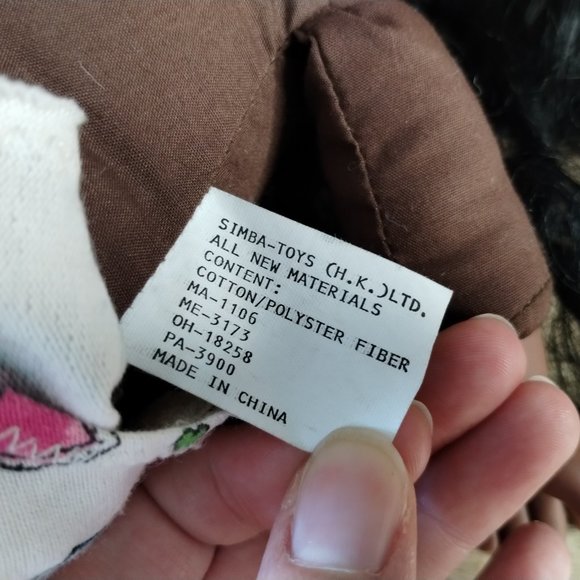 SIMBA-TOYS (H.K.)LTD.
ALL NEW MATERIALS
CONTENT:
COTTON/POLYSTER FIBER
MA-1106
ME-3173
OH-18258
PA-3900
MADE IN CHINA